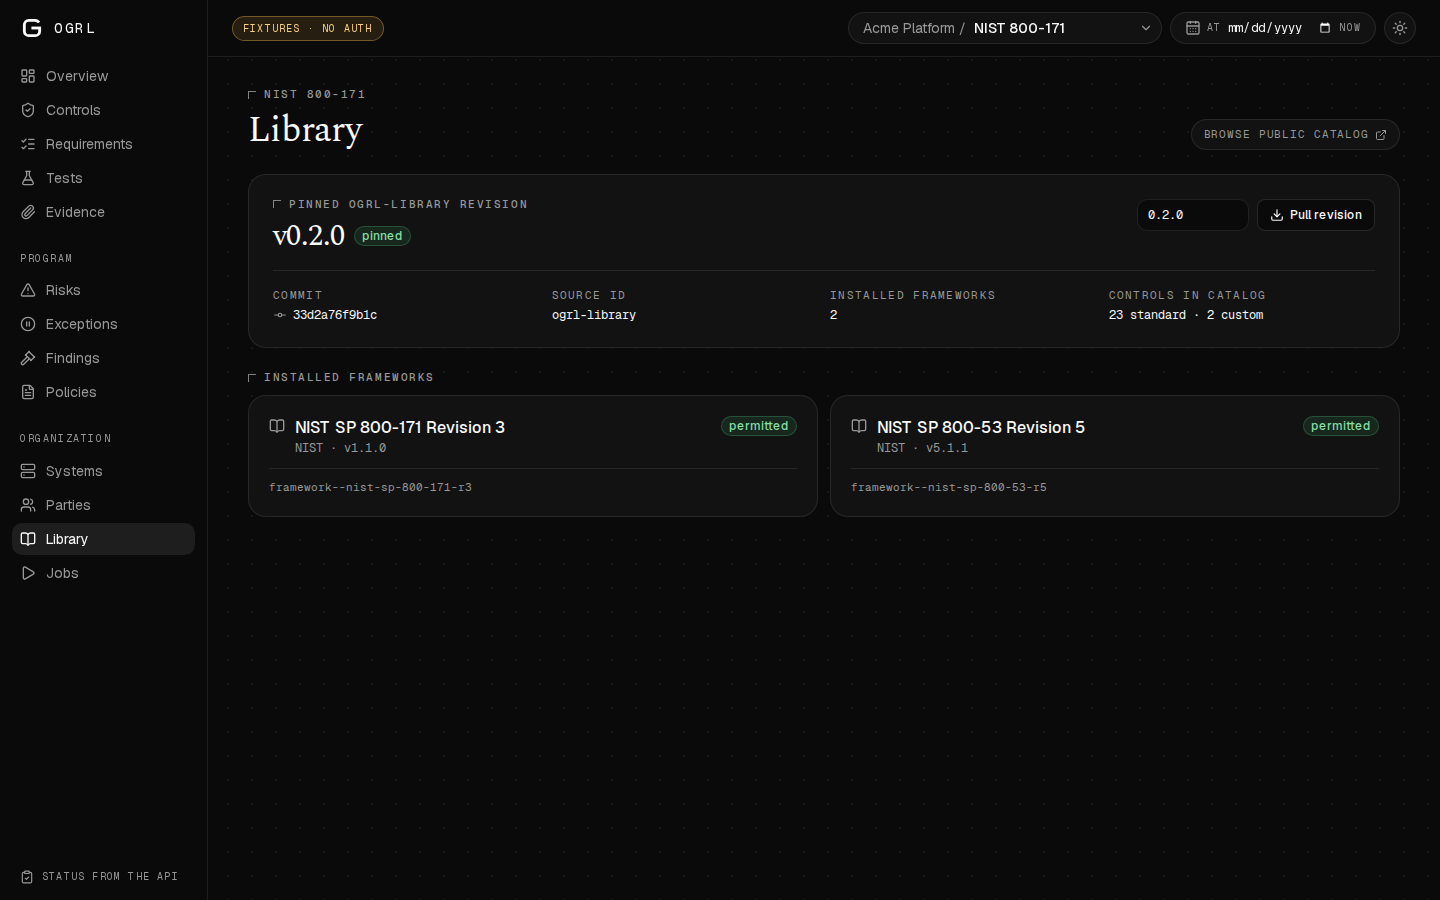 OGRL
FIXTURES · NO AUTH
Acme Platform / NIST 800-171
AT mm/dd/yyyy NOW
Overview
Controls
Requirements
Tests
Evidence
PROGRAM
Risks
Exceptions
Findings
Policies
ORGANIZATION
Systems
Parties
Library
Jobs
STATUS FROM THE API
NIST 800-171
Library
BROWSE PUBLIC CATALOG
PINNED OGRL-LIBRARY REVISION
v0.2.0 pinned
0.2.0 Pull revision
COMMIT
33d2a76f9b1c
SOURCE ID
ogrl-library
INSTALLED FRAMEWORKS
2
CONTROLS IN CATALOG
23 standard · 2 custom
INSTALLED FRAMEWORKS
NIST SP 800-171 Revision 3 permitted
NIST · v1.1.0
framework--nist-sp-800-171-r3
NIST SP 800-53 Revision 5 permitted
NIST · v5.1.1
framework--nist-sp-800-53-r5